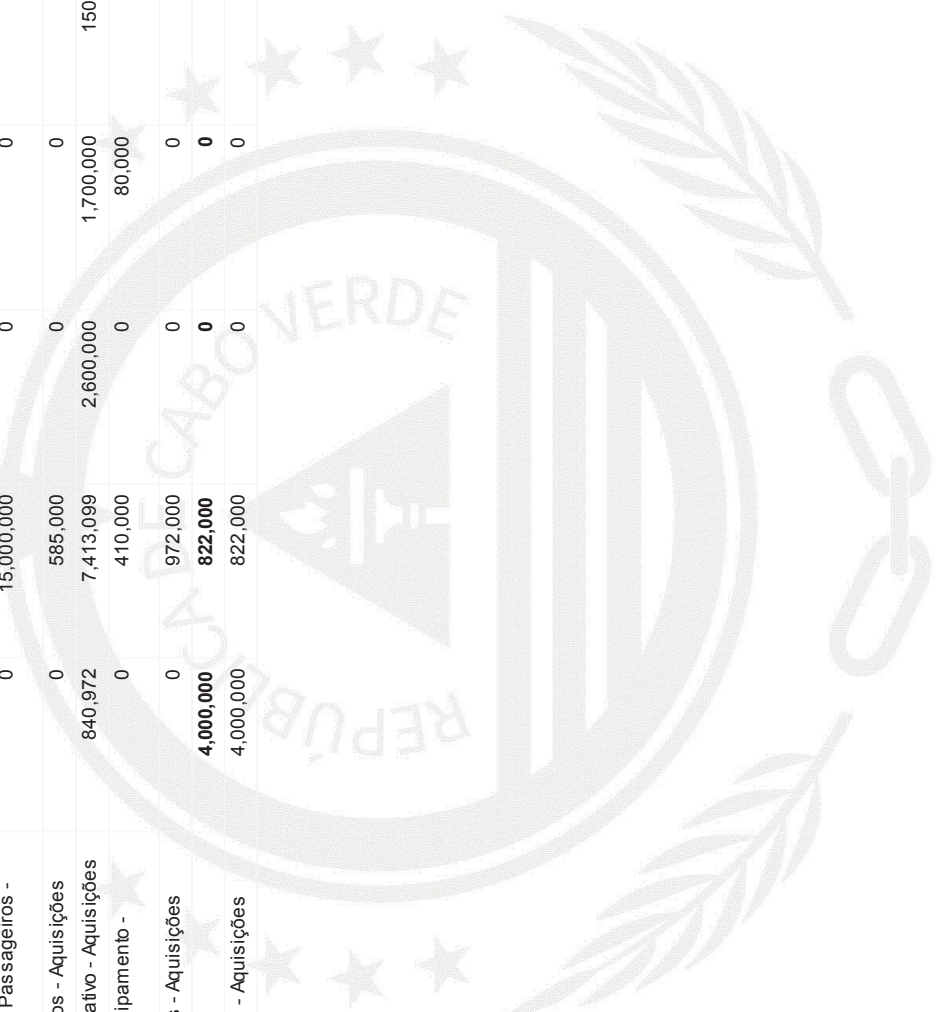 Passageiros - 0 15,000,000 0 0
os - Aquisições 0 585,000 0 0
ativo - Aquisições 840,972 7,413,099 2,600,000 1,700,000 150
ipamento - 0 410,000 0 80,000
s - Aquisições 0 972,000 0 0
4,000,000 822,000 0 0
- Aquisições 4,000,000 822,000 0 0
REPÚBLICA DE CABO VERDE